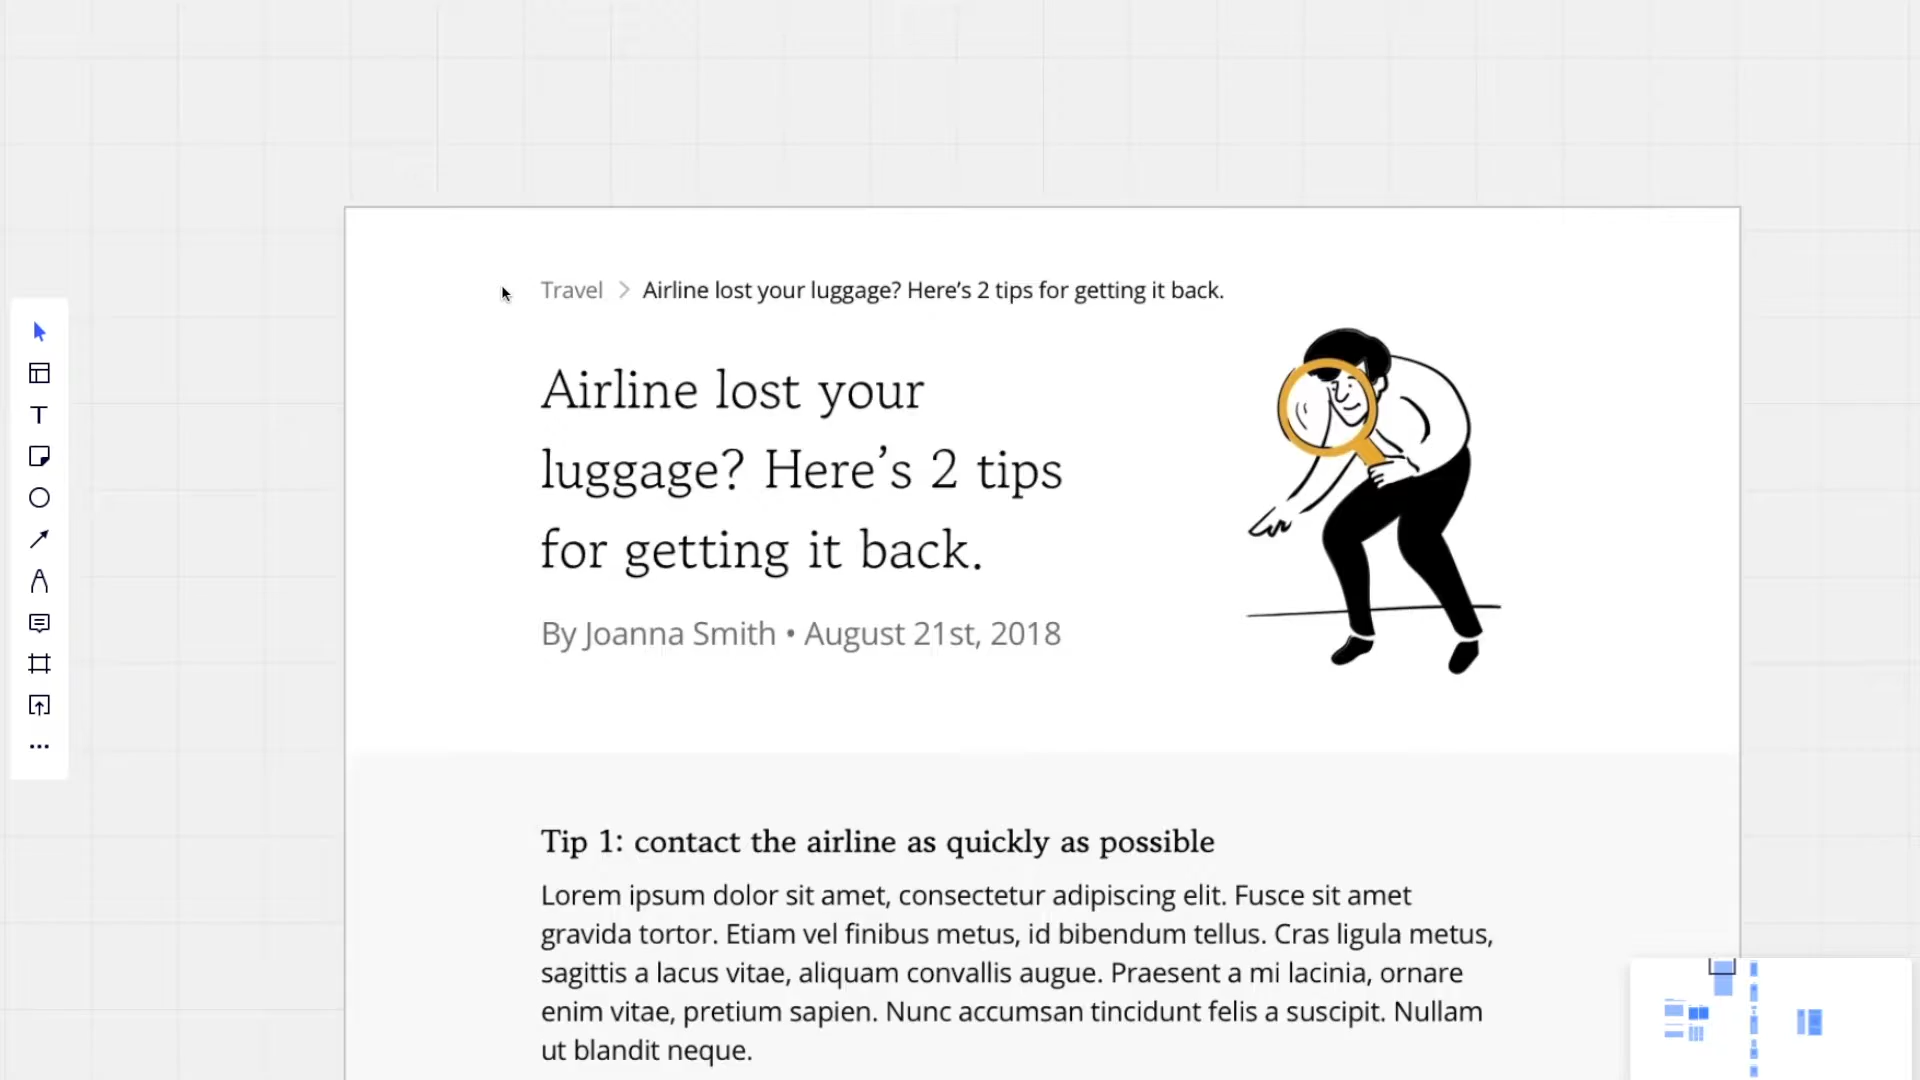 Travel > Airline lost your luggage? Here’s 2 tips for getting it back.
Airline lost your
luggage? Here’s 2 tips
for getting it back.
By Joanna Smith • August 21st, 2018
Tip 1: contact the airline as quickly as possible
Lorem ipsum dolor sit amet, consectetur adipiscing elit. Fusce sit amet
gravida tortor. Etiam vel finibus metus, id bibendum tellus. Cras ligula metus,
sagittis a lacus vitae, aliquam convallis augue. Praesent a mi lacinia, ornare
enim vitae, pretium sapien. Nunc accumsan tincidunt felis a suscipit. Nullam
ut blandit neque.